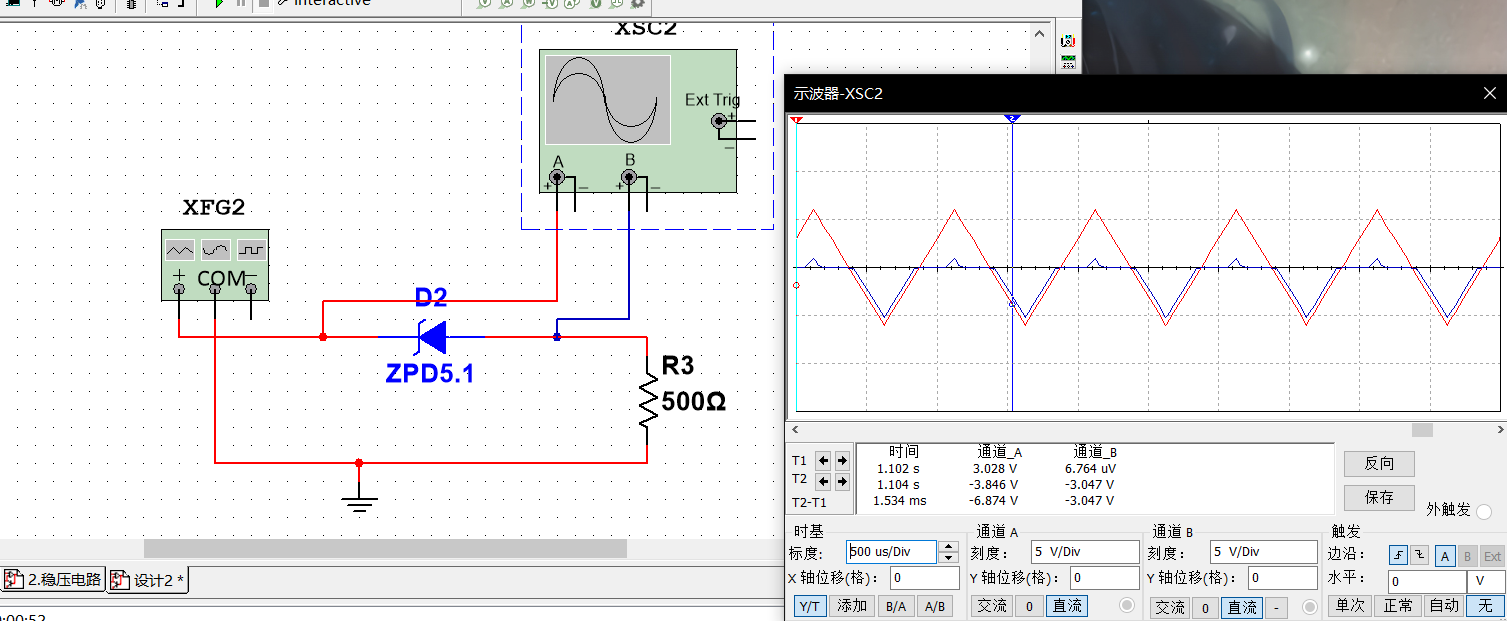 Interactive
XSC2
Ext Trig
+
−
A
B
+ − + −
XFG2
+ COM −
D2
ZPD5.1
R3
500Ω
2.稳压电路
设计2 *
:00:52
示波器-XSC2
1
2
时间 通道_A 通道_B
T1 1.102 s 3.028 V 6.764 uV
T2 1.104 s -3.846 V -3.047 V
T2-T1 1.534 ms -6.874 V -3.047 V
反向
保存
外触发
时基
标度: 500 us/Div
X 轴位移(格): 0
Y/T 添加 B/A A/B
通道 A
刻度: 5 V/Div
Y 轴位移(格): 0
交流 0 直流
通道 B
刻度: 5 V/Div
Y 轴位移(格): 0
交流 0 直流 -
触发
边沿: A B Ext
水平: 0 V
单次 正常 自动 无